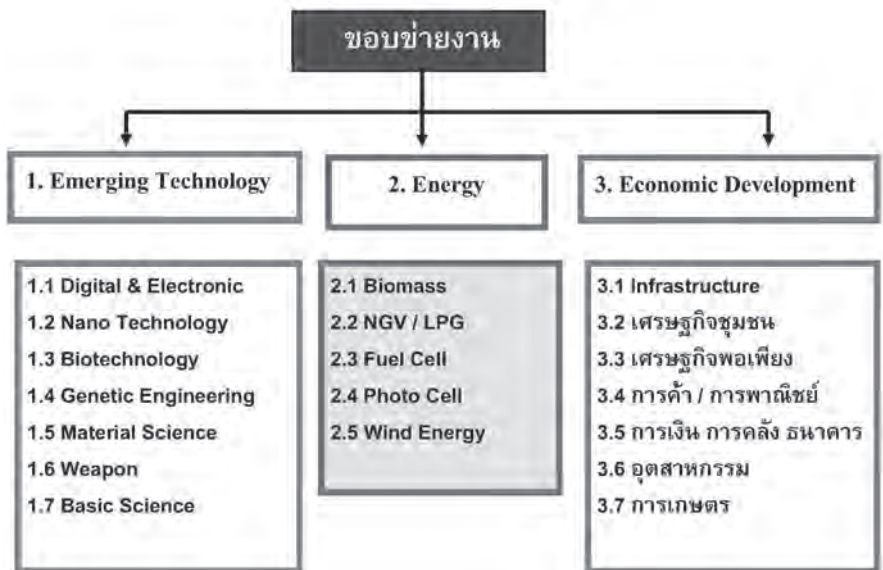 ขอบข่ายงาน
1. Emerging Technology
2. Energy
3. Economic Development
1.1 Digital & Electronic
1.2 Nano Technology
1.3 Biotechnology
1.4 Genetic Engineering
1.5 Material Science
1.6 Weapon
1.7 Basic Science
2.1 Biomass
2.2 NGV / LPG
2.3 Fuel Cell
2.4 Photo Cell
2.5 Wind Energy
3.1 Infrastructure
3.2 เศรษฐกิจชุมชน
3.3 เศรษฐกิจพอเพียง
3.4 การค้า / การพาณิชย์
3.5 การเงิน การคลัง ธนาคาร
3.6 อุตสาหกรรม
3.7 การเกษตร